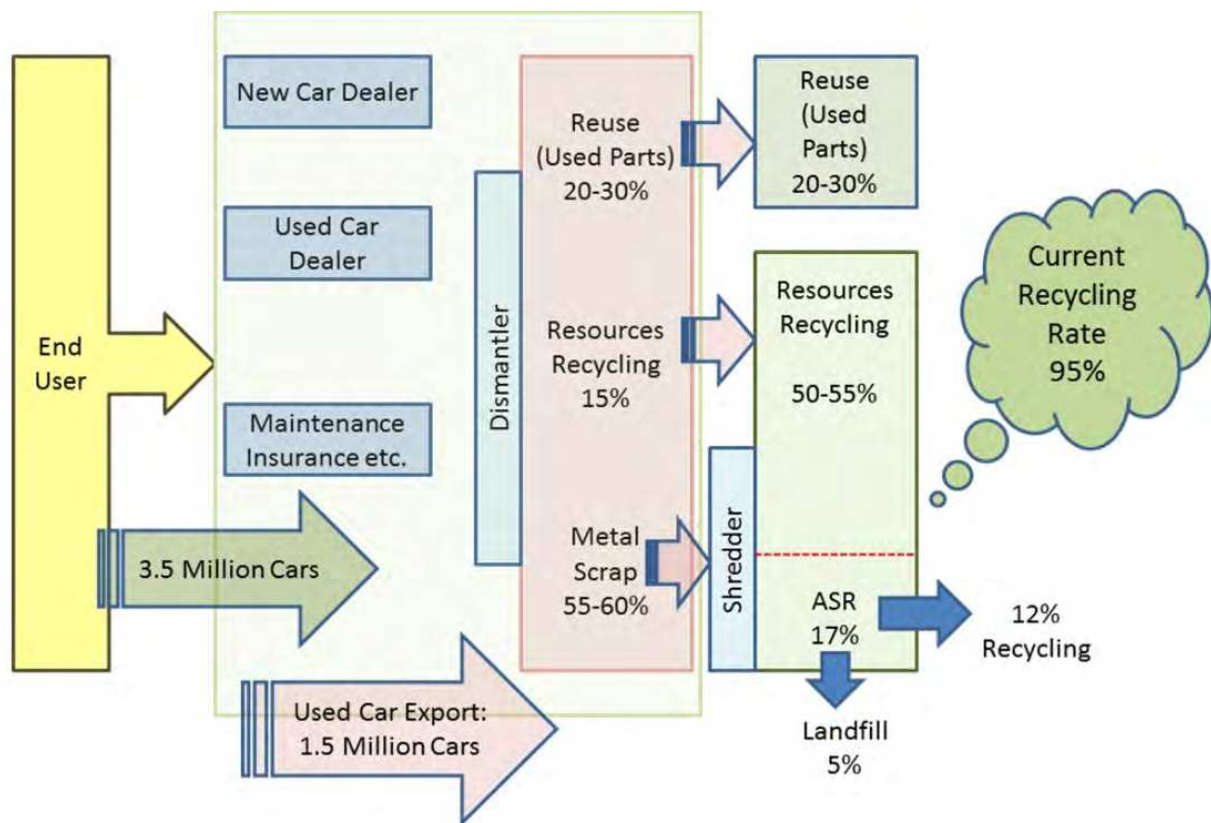 End
User
New Car Dealer
Used Car
Dealer
Maintenance
Insurance etc.
3.5 Million Cars
Used Car Export:
1.5 Million Cars
Dismantler
Reuse
(Used Parts)
20-30%
Resources
Recycling
15%
Metal
Scrap
55-60%
Shredder
Reuse
(Used
Parts)
20-30%
Resources
Recycling
50-55%
ASR
17%
12%
Recycling
Landfill
5%
Current
Recycling
Rate
95%